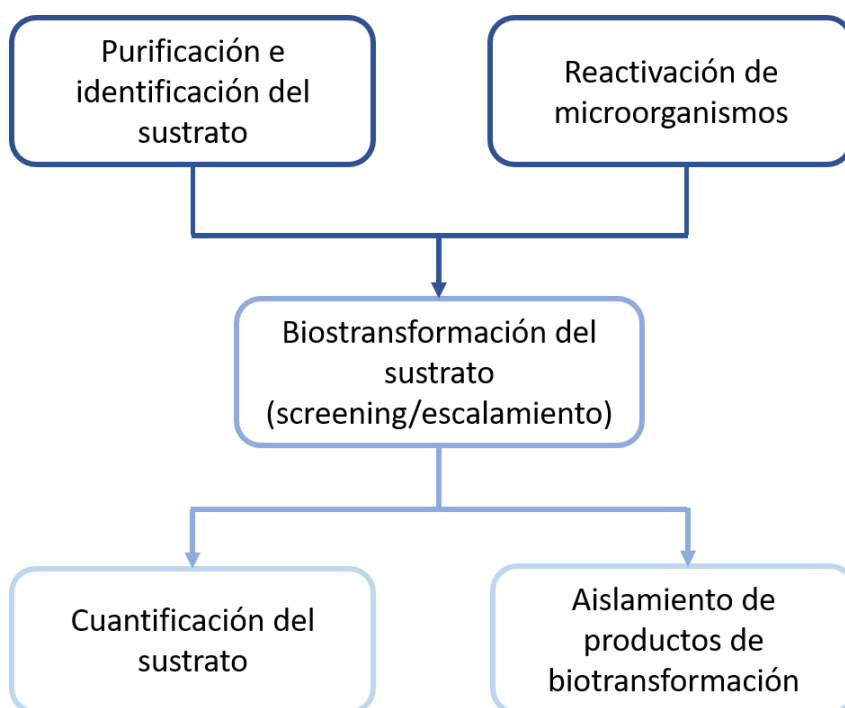 Purificación e
identificación del
sustrato
Reactivación de
microorganismos
Biostransformación del
sustrato
(screening/escalamiento)
Cuantificación del
sustrato
Aislamiento de
productos de
biotransformación